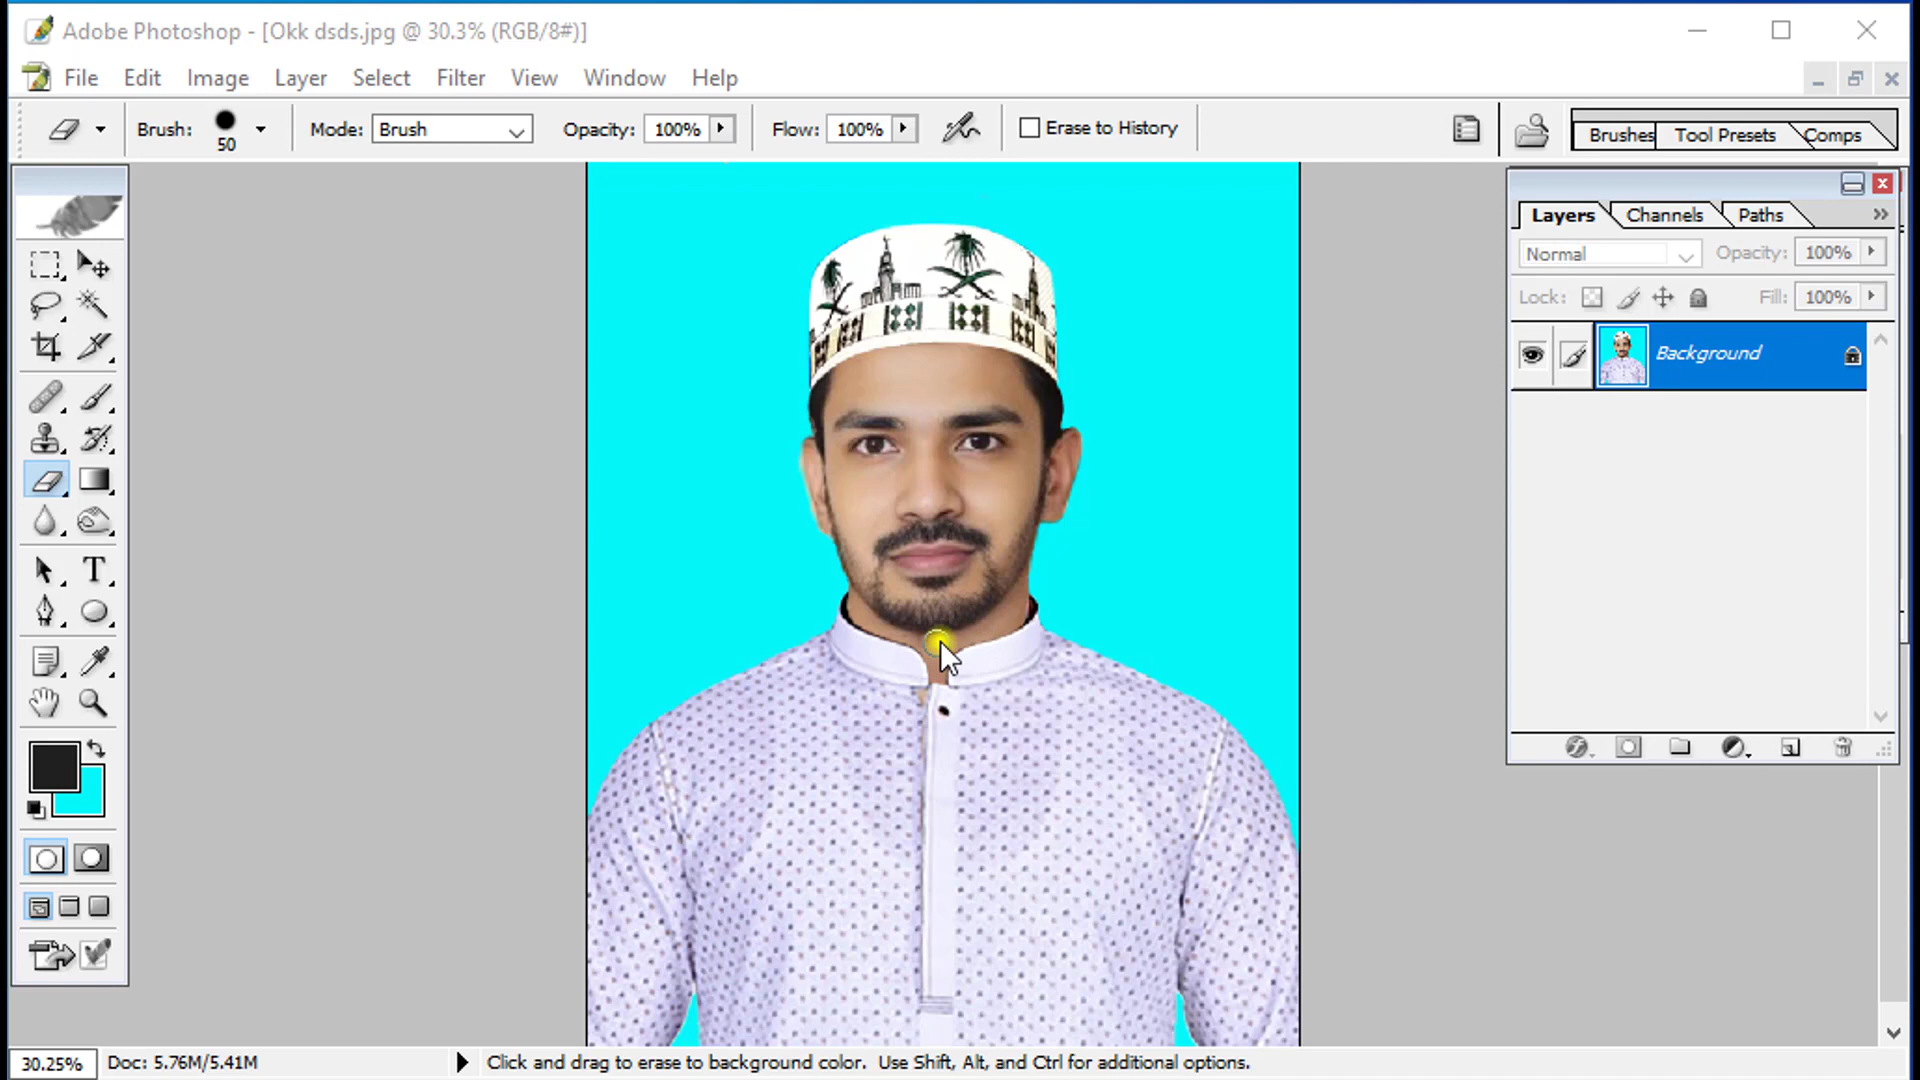 Adobe Photoshop - [Okk dsds.jpg @ 30.3% (RGB/8#)]
File Edit Image Layer Select Filter View Window Help
Brush: 50 Mode: Brush Opacity: 100% Flow: 100% Erase to History Brushes Tool Presets Comps
Layers Channels Paths
Normal Opacity: 100%
Lock: Fill: 100%
Background
T
30.25% Doc: 5.76M/5.41M Click and drag to erase to background color. Use Shift, Alt, and Ctrl for additional options.